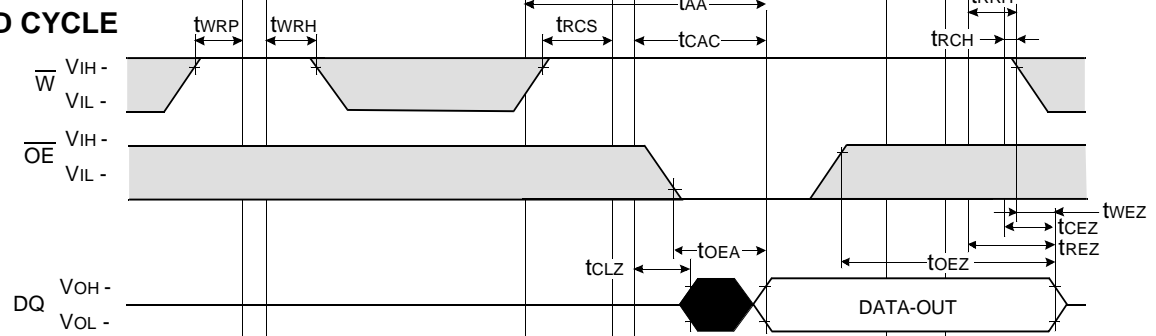 tAA
D CYCLE
tWRP
tWRH
tRCS
tCAC
tRCH
W
VIH -
VIL -
OE
VIH -
VIL -
tWEZ
tCEZ
tREZ
tOEA
tOEZ
tCLZ
DQ
VOH -
VOL -
DATA-OUT